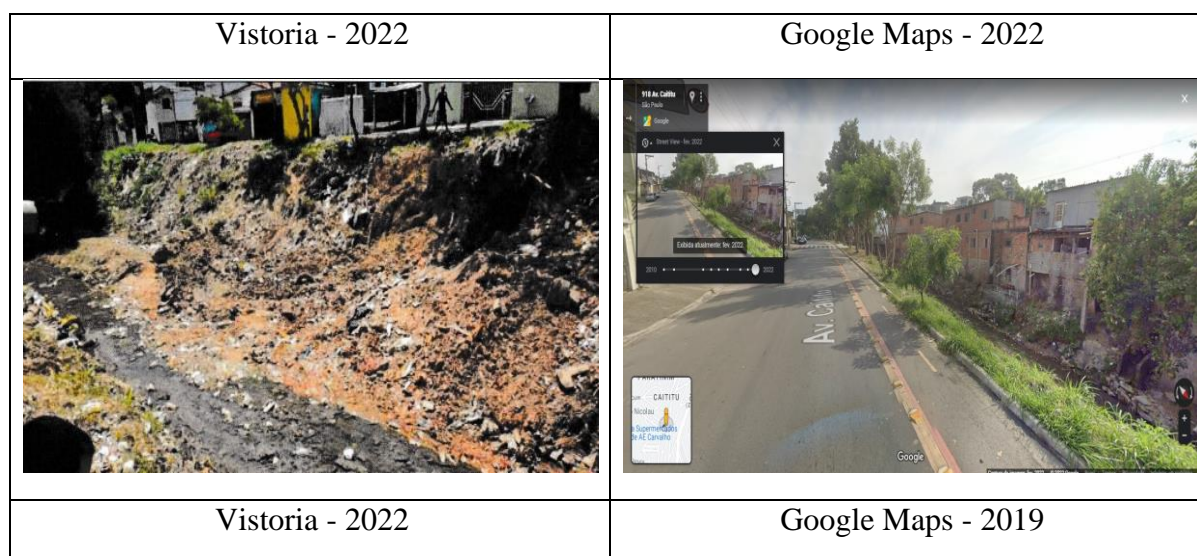 Vistoria - 2022
Google Maps - 2022
918 Av. Caititu
São Paulo
Google
Street View - fev. 2022
Exibida atualmente: fev. 2022
2010
2022
Av. Caititu
CAITITU
Nicolau
Supermercados
de AE Carvalho
Google
Vistoria - 2022
Google Maps - 2019